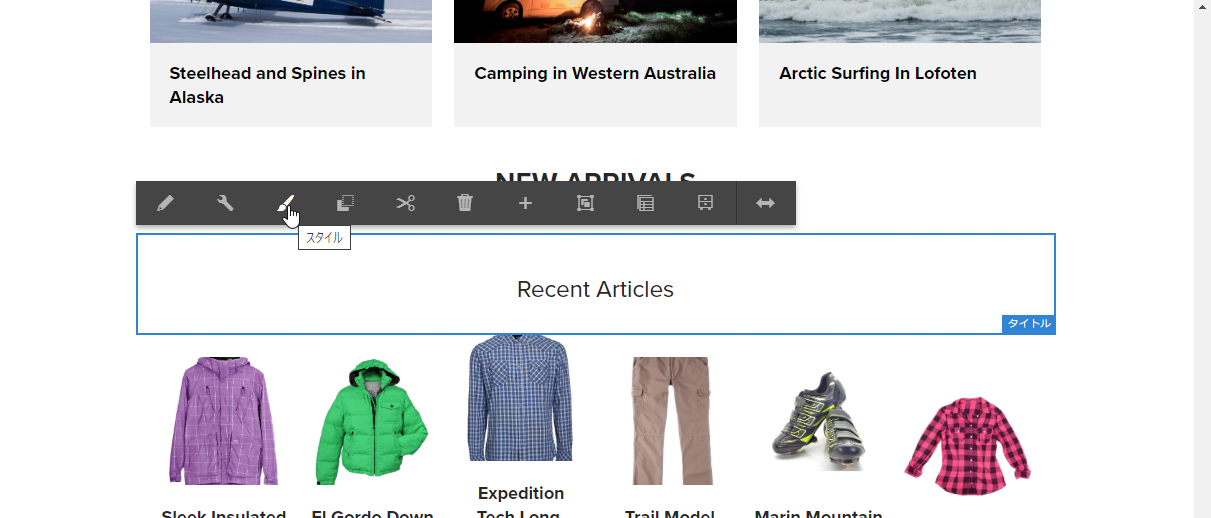 Steelhead and Spines in
Alaska
Camping in Western Australia
Arctic Surfing In Lofoten
NEW ARRIVALS
スタイル
Recent Articles
タイトル
Expedition
Sleek Insulated
El Gordo Down
Tech Long
Trail Model
Marin Mountain